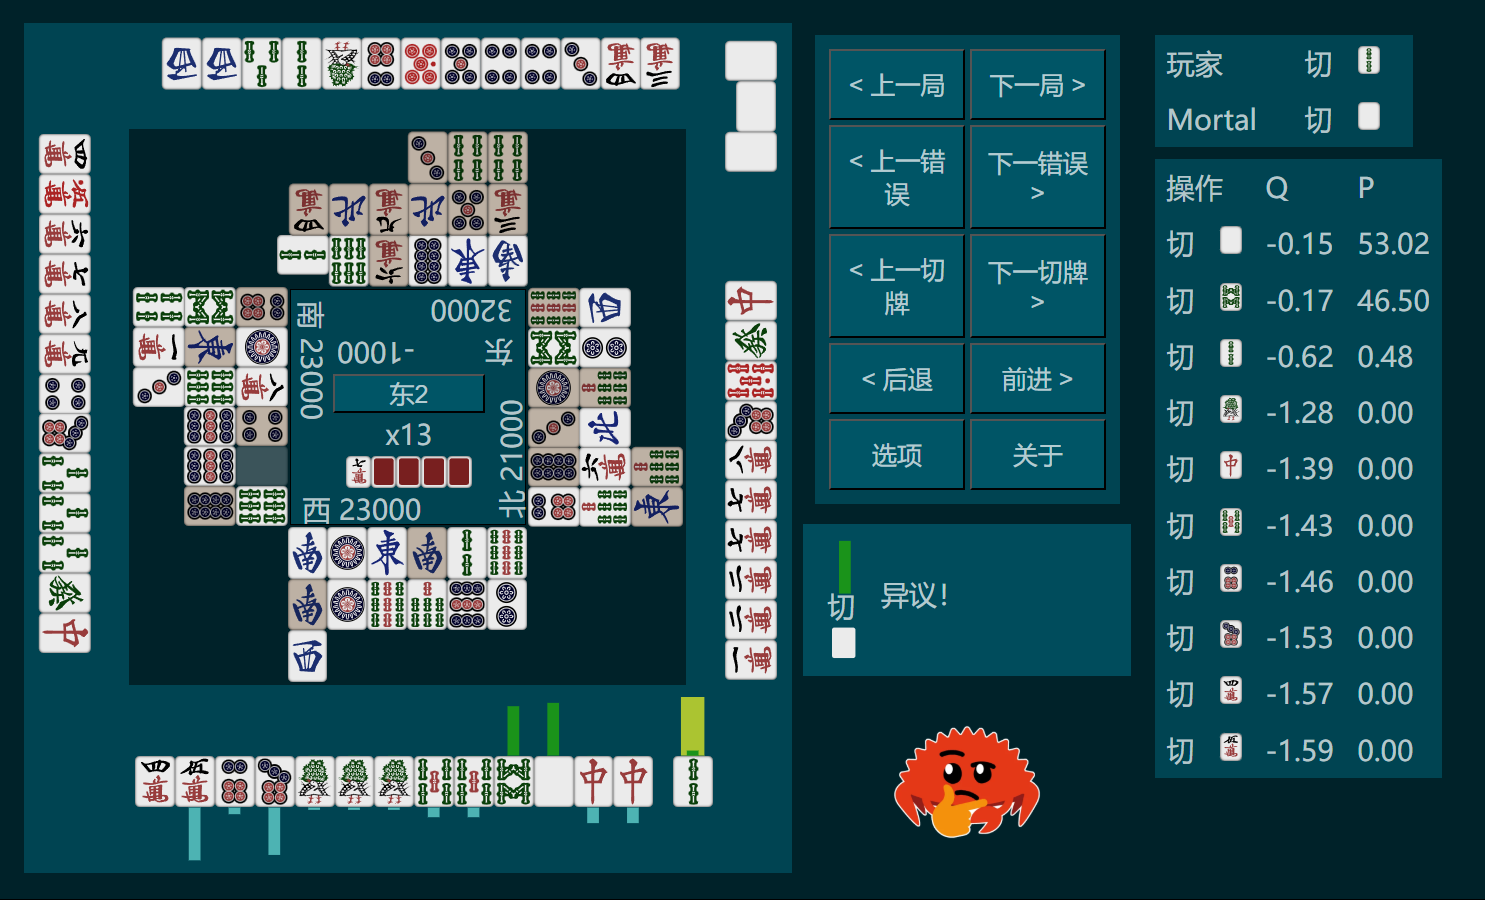 32000
东
-1000
南 23000
东2
x13
北 21000
西 23000
< 上一局
下一局 >
< 上一错误
下一错误 >
< 上一切牌
下一切牌 >
< 后退
前进 >
选项
关于
切
异议!
玩家 切
Mortal 切
操作 Q P
切 -0.15 53.02
切 -0.17 46.50
切 -0.62 0.48
切 -1.28 0.00
切 -1.39 0.00
切 -1.43 0.00
切 -1.46 0.00
切 -1.53 0.00
切 -1.57 0.00
切 -1.59 0.00